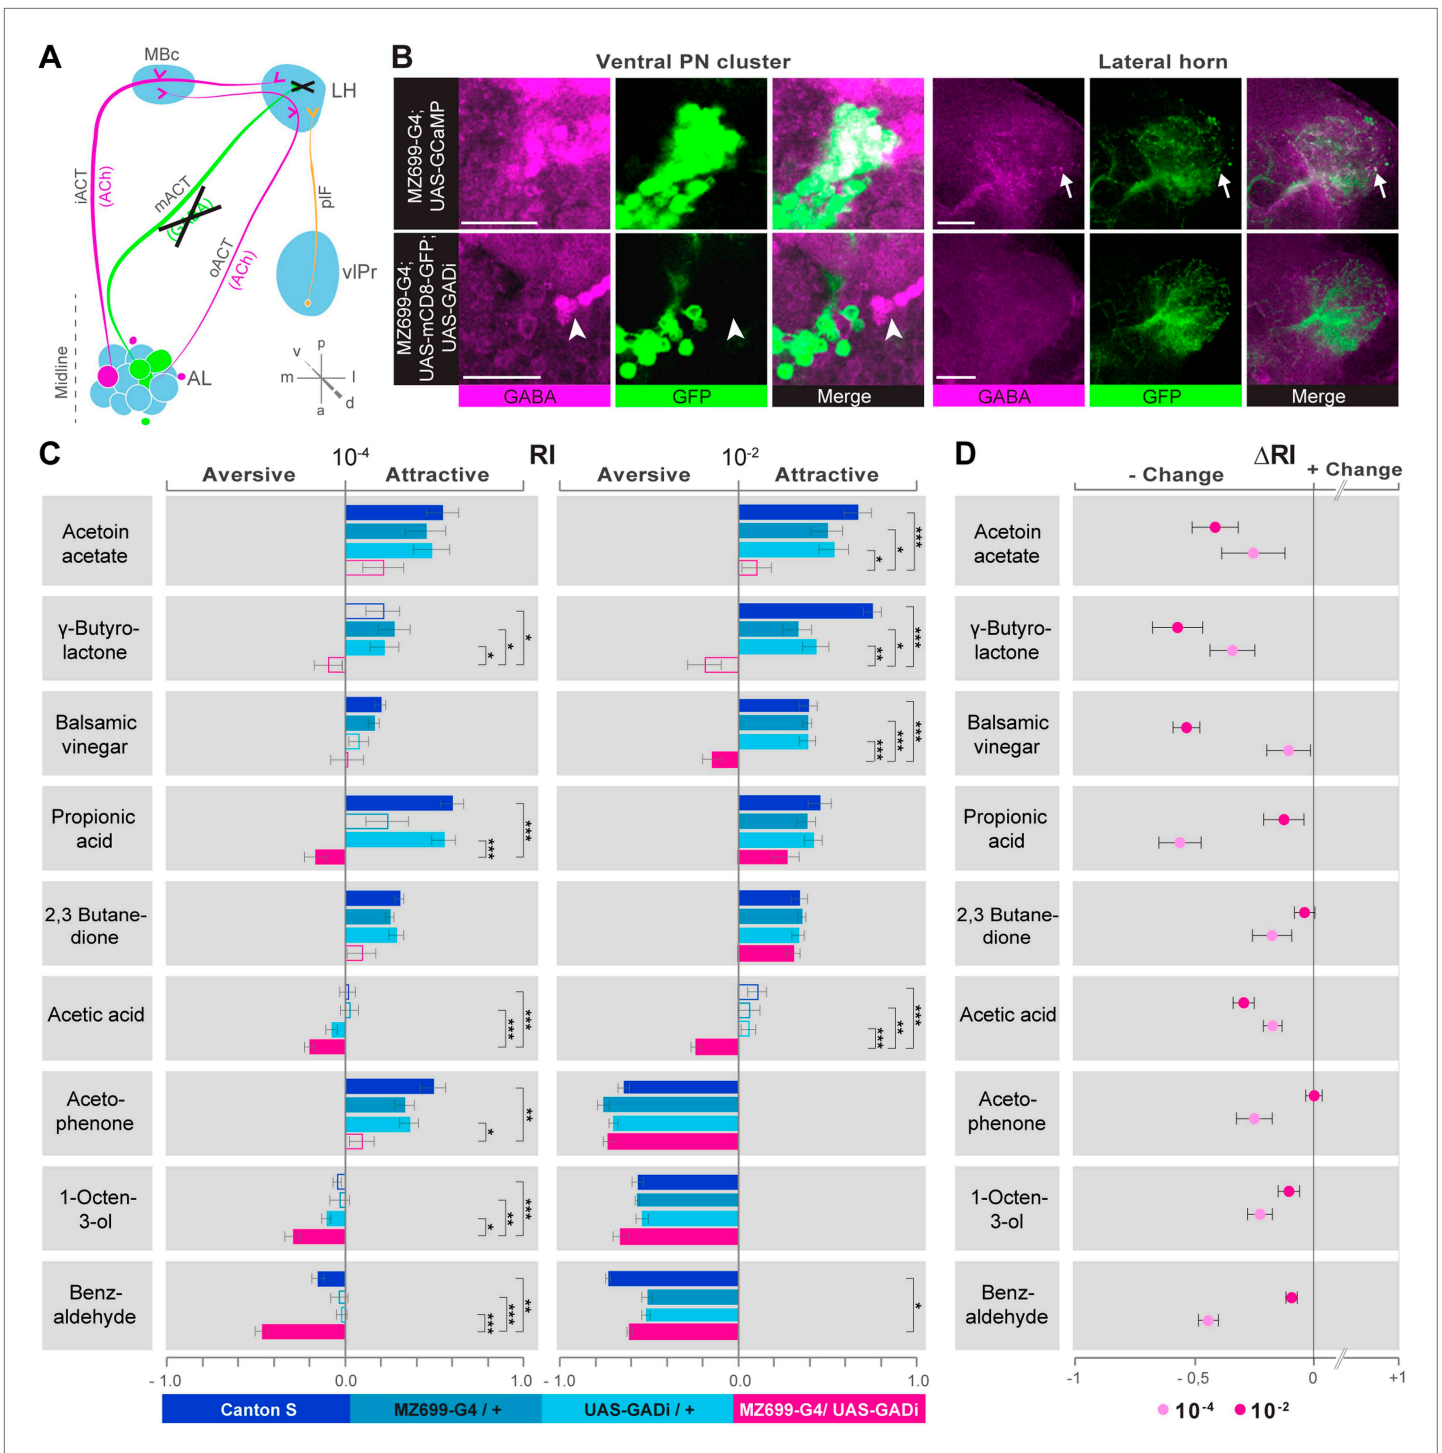 A
MBc
LH
iACT
(ACh)
mACT
oACT
(ACh)
plF
vlPr
AL
Midline
v
p
m
l
a
d
B
Ventral PN cluster
Lateral horn
MZ699-G4;
UAS-GCaMP
MZ699-G4;
UAS-mCD8-GFP;
UAS-GADi
GABA
GFP
Merge
GABA
GFP
Merge
C
10-4
RI
10-2
Aversive
Attractive
Aversive
Attractive
D
ΔRI
- Change
+ Change
Acetoin
acetate
***
*
*
Acetoin
acetate
γ-Butyro-
lactone
*
*
*
***
*
**
γ-Butyro-
lactone
Balsamic
vinegar
***
***
***
Balsamic
vinegar
Propionic
acid
***
***
Propionic
acid
2,3 Butane-
dione
2,3 Butane-
dione
Acetic acid
***
***
***
**
***
Acetic acid
Aceto-
phenone
**
*
Aceto-
phenone
1-Octen-
3-ol
***
**
*
1-Octen-
3-ol
Benz-
aldehyde
**
***
***
*
Benz-
aldehyde
- 1.0
0.0
1.0
- 1.0
0.0
1.0
-1
- 0,5
0
+1
Canton S
MZ699-G4 / +
UAS-GADi / +
MZ699-G4/ UAS-GADi
10-4
10-2